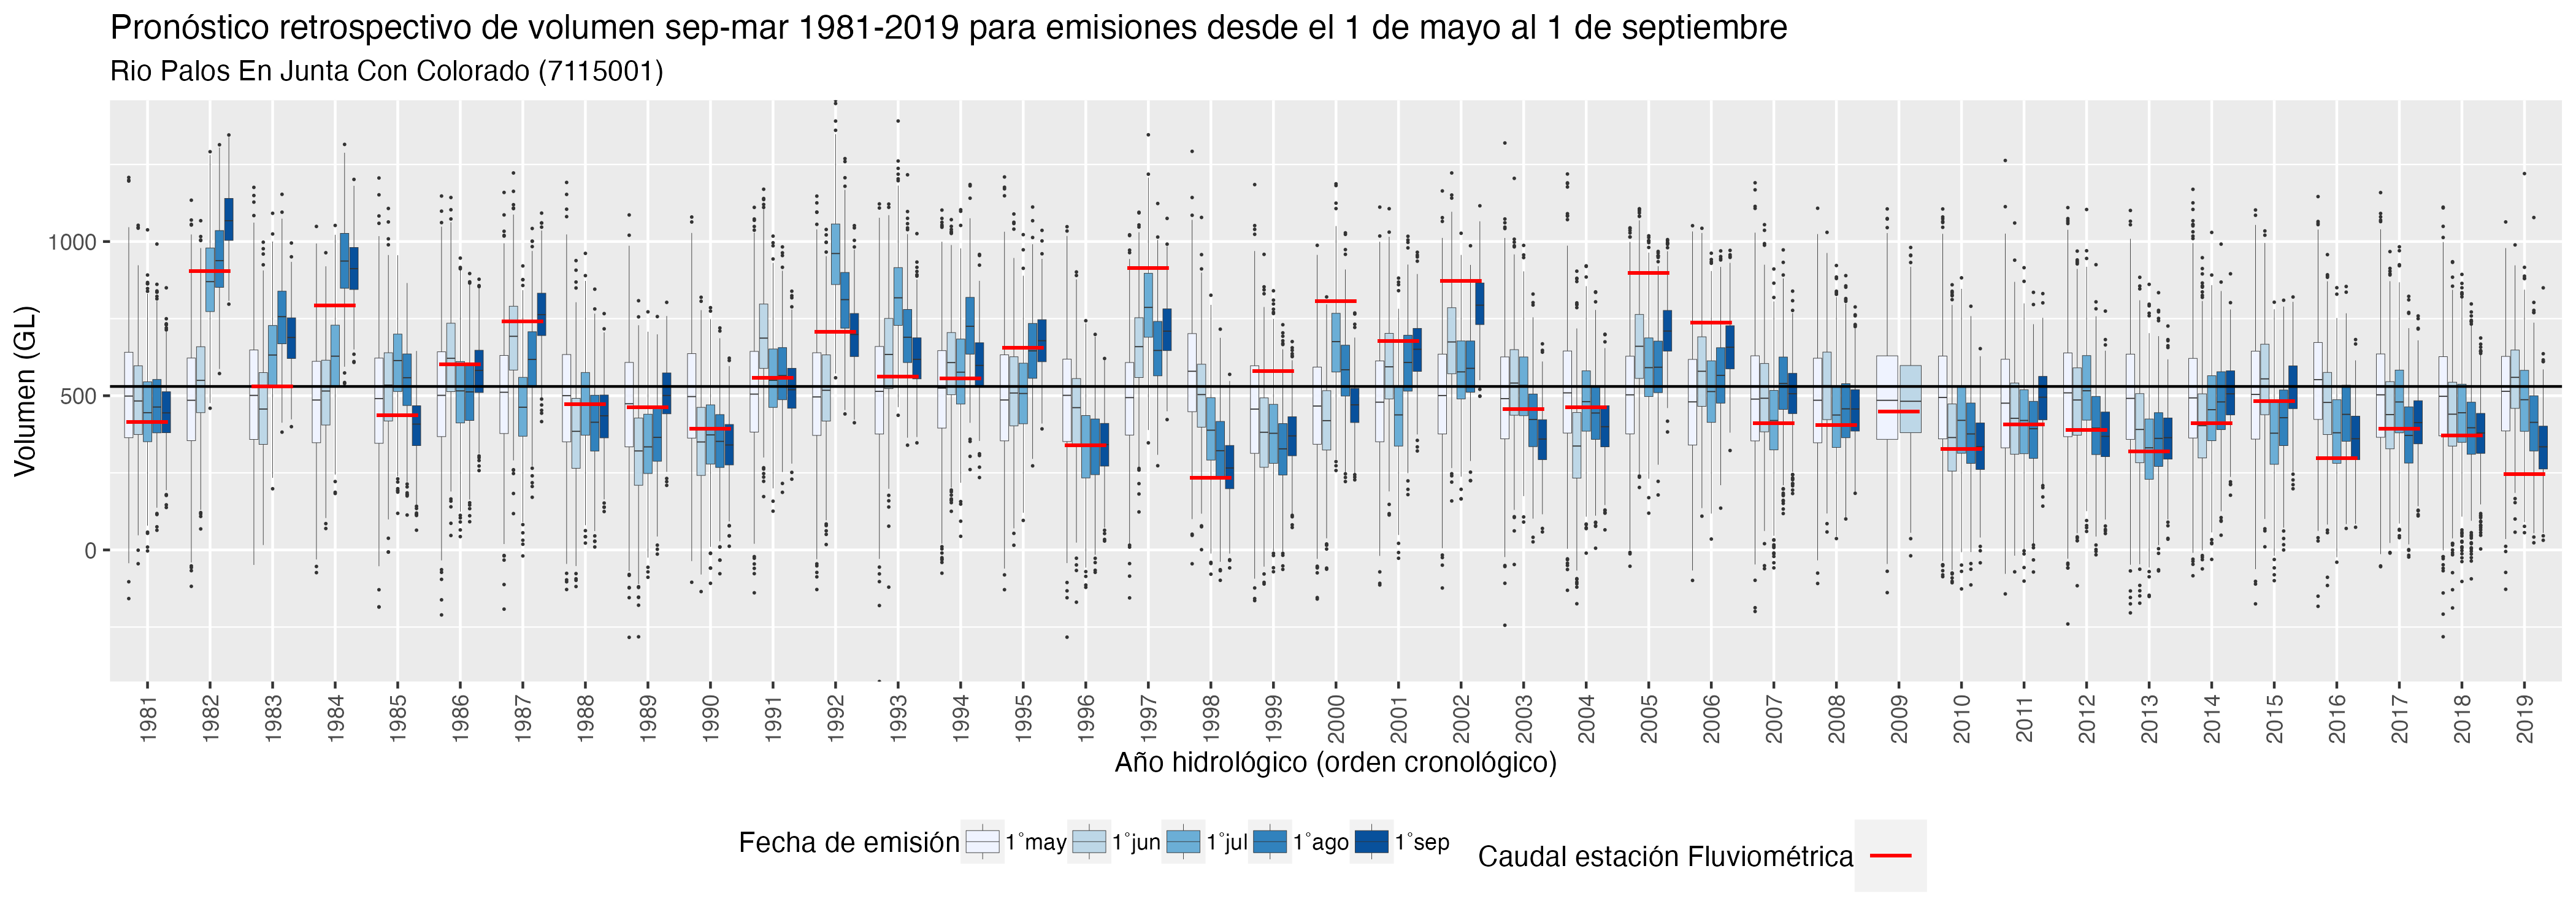 Pronóstico retrospectivo de volumen sep-mar 1981-2019 para emisiones desde el 1 de mayo al 1 de septiembre
Rio Palos En Junta Con Colorado (7115001)
Volumen (GL)
1000
500
0
1981 1982 1983 1984 1985 1986 1987 1988 1989 1990 1991 1992 1993 1994 1995 1996 1997 1998 1999 2000 2001 2002 2003 2004 2005 2006 2007 2008 2009 2010 2011 2012 2013 2014 2015 2016 2017 2018 2019
Año hidrológico (orden cronológico)
Fecha de emisión 1°may 1°jun 1°jul 1°ago 1°sep Caudal estación Fluviométrica